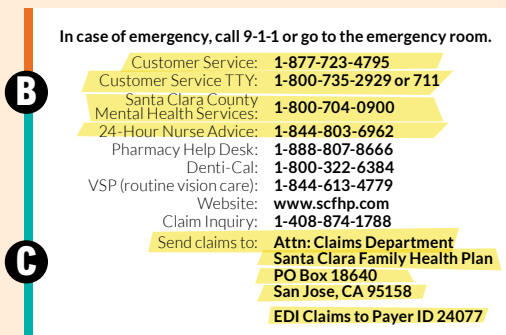 In case of emergency, call 9-1-1 or go to the emergency room.
B
Customer Service: 1-877-723-4795
Customer Service TTY: 1-800-735-2929 or 711
Santa Clara County
Mental Health Services: 1-800-704-0900
24-Hour Nurse Advice: 1-844-803-6962
Pharmacy Help Desk: 1-888-807-8666
Denti-Cal: 1-800-322-6384
VSP (routine vision care): 1-844-613-4779
Website: www.scfhp.com
Claim Inquiry: 1-408-874-1788
C
Send claims to: Attn: Claims Department
Santa Clara Family Health Plan
PO Box 18640
San Jose, CA 95158
EDI Claims to Payer ID 24077